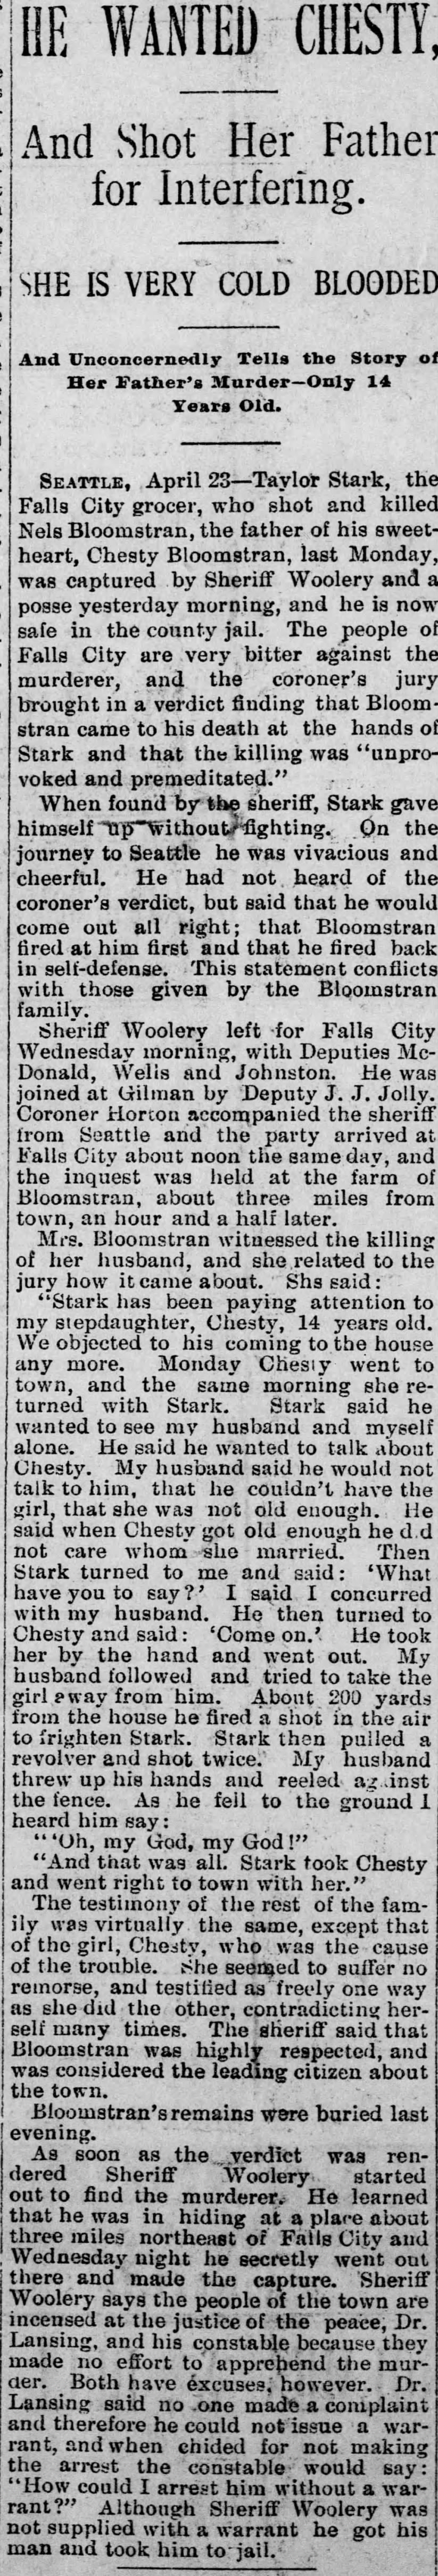 HE WANTED CHESTY,
And Shot Her Father
for Interfering.
SHE IS VERY COLD BLOODED
And Unconcernedly Tells the Story of
Her Father's Murder—Only 14
Years Old.
SEATTLE, April 23—Taylor Stark, the
Falls City grocer, who shot and killed
Nels Bloomstran, the father of his sweet-
heart, Chesty Bloomstran, last Monday,
was captured by Sheriff Woolery and a
posse yesterday morning, and he is now
safe in the county jail. The people of
Falls City are very bitter against the
murderer, and the coroner's jury
brought in a verdict finding that Bloom-
stran came to his death at the hands of
Stark and that the killing was "unpro-
voked and premeditated."
When found by the sheriff, Stark gave
himself up without fighting. On the
journey to Seattle he was vivacious and
cheerful. He had not heard of the
coroner's verdict, but said that he would
come out all right; that Bloomstran
fired at him first and that he fired back
in self-defense. This statement conflicts
with those given by the Bloomstran
family.
Sheriff Woolery left for Falls City
Wednesday morning, with Deputies Mc-
Donald, Wells and Johnston. He was
joined at Gilman by Deputy J. J. Jolly.
Coroner Horton accompanied the sheriff
from Seattle and the party arrived at
Falls City about noon the same day, and
the inquest was held at the farm of
Bloomstran, about three miles from
town, an hour and a half later.
Mrs. Bloomstran witnessed the killing
of her husband, and she related to the
jury how it came about. Shs said:
"Stark has been paying attention to
my stepdaughter, Chesty, 14 years old.
We objected to his coming to the house
any more. Monday Chesty went to
town, and the same morning she re-
turned with Stark. Stark said he
wanted to see my husband and myself
alone. He said he wanted to talk about
Chesty. My husband said he would not
talk to him, that he couldn't have the
girl, that she was not old enough. He
said when Chesty got old enough he d.d
not care whom she married. Then
Stark turned to me and said: 'What
have you to say?' I said I concurred
with my husband. He then turned to
Chesty and said: 'Come on.' He took
her by the hand and went out. My
husband followed and tried to take the
girl away from him. About 200 yards
from the house he fired a shot in the air
to frighten Stark. Stark then pulled a
revolver and shot twice. My husband
threw up his hands and reeled against
the fence. As he fell to the ground I
heard him say:
"'Oh, my God, my God!"
"And that was all. Stark took Chesty
and went right to town with her."
The testimony of the rest of the fam-
ily was virtually the same, except that
of the girl, Chesty, who was the cause
of the trouble. She seemed to suffer no
remorse, and testified as freely one way
as she did the other, contradicting her-
self many times. The sheriff said that
Bloomstran was highly respected, and
was considered the leading citizen about
the town.
Bloomstran's remains were buried last
evening.
As soon as the verdict was ren-
dered Sheriff Woolery started
out to find the murderer. He learned
that he was in hiding at a place about
three miles northeast of Falls City and
Wednesday night he secretly went out
there and made the capture. Sheriff
Woolery says the people of the town are
incensed at the justice of the peace, Dr.
Lansing, and his constable because they
made no effort to apprehend the mur-
der. Both have excuses, however. Dr.
Lansing said no one made a complaint
and therefore he could not issue a war-
rant, and when chided for not making
the arrest the constable would say:
"How could I arrest him without a war-
rant?" Although Sheriff Woolery was
not supplied with a warrant he got his
man and took him to jail.